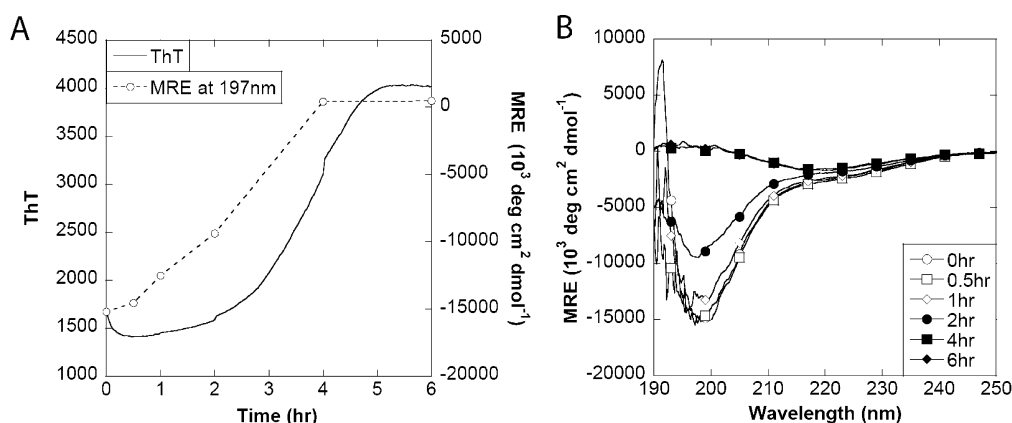 A
4500
4000
3500
3000
2500
2000
1500
1000
ThT
ThT
MRE at 197nm
5000
0
-5000
-10000
-15000
-20000
MRE (10³ deg cm² dmol⁻¹)
0 1 2 3 4 5 6
Time (hr)
B
10000
5000
0
-5000
-10000
-15000
-20000
MRE (10³ deg cm² dmol⁻¹)
0hr
0.5hr
1hr
2hr
4hr
6hr
190 200 210 220 230 240 250
Wavelength (nm)